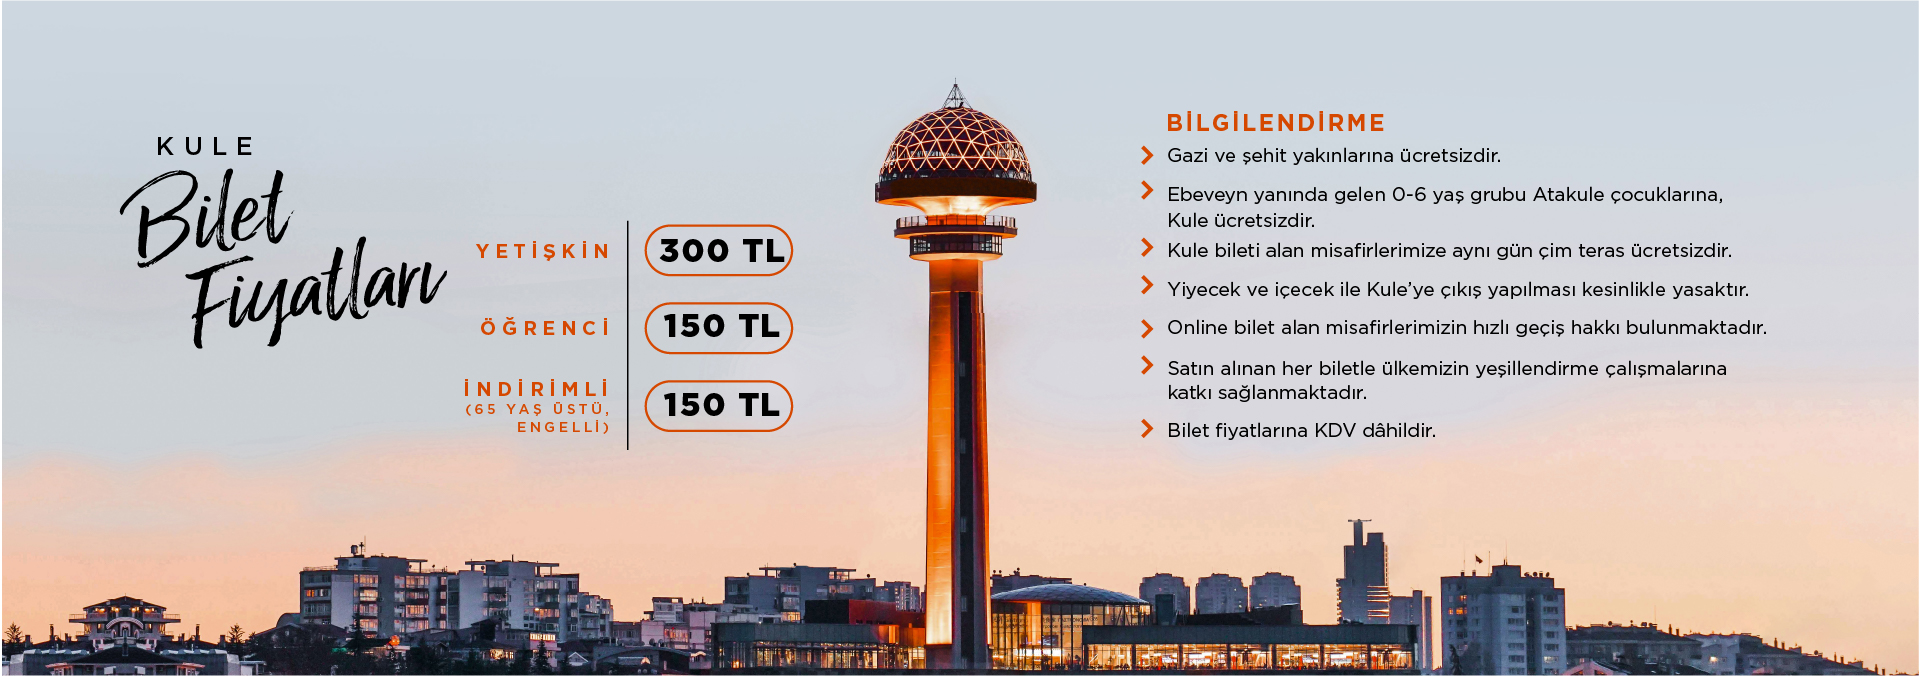 KULE
Bilet
Fiyatları
YETİŞKİN
300 TL
ÖĞRENCİ
150 TL
İNDİRİMLİ
(65 YAŞ ÜSTÜ,
ENGELLİ)
150 TL
BİLGİLENDİRME
Gazi ve şehit yakınlarına ücretsizdir.
Ebeveyn yanında gelen 0-6 yaş grubu Atakule çocuklarına,
Kule ücretsizdir.
Kule bileti alan misafirlerimize aynı gün çim teras ücretsizdir.
Yiyecek ve içecek ile Kule’ye çıkış yapılması kesinlikle yasaktır.
Online bilet alan misafirlerimizin hızlı geçiş hakkı bulunmaktadır.
Satın alınan her biletle ülkemizin yeşillendirme çalışmalarına
katkı sağlanmaktadır.
Bilet fiyatlarına KDV dâhildir.